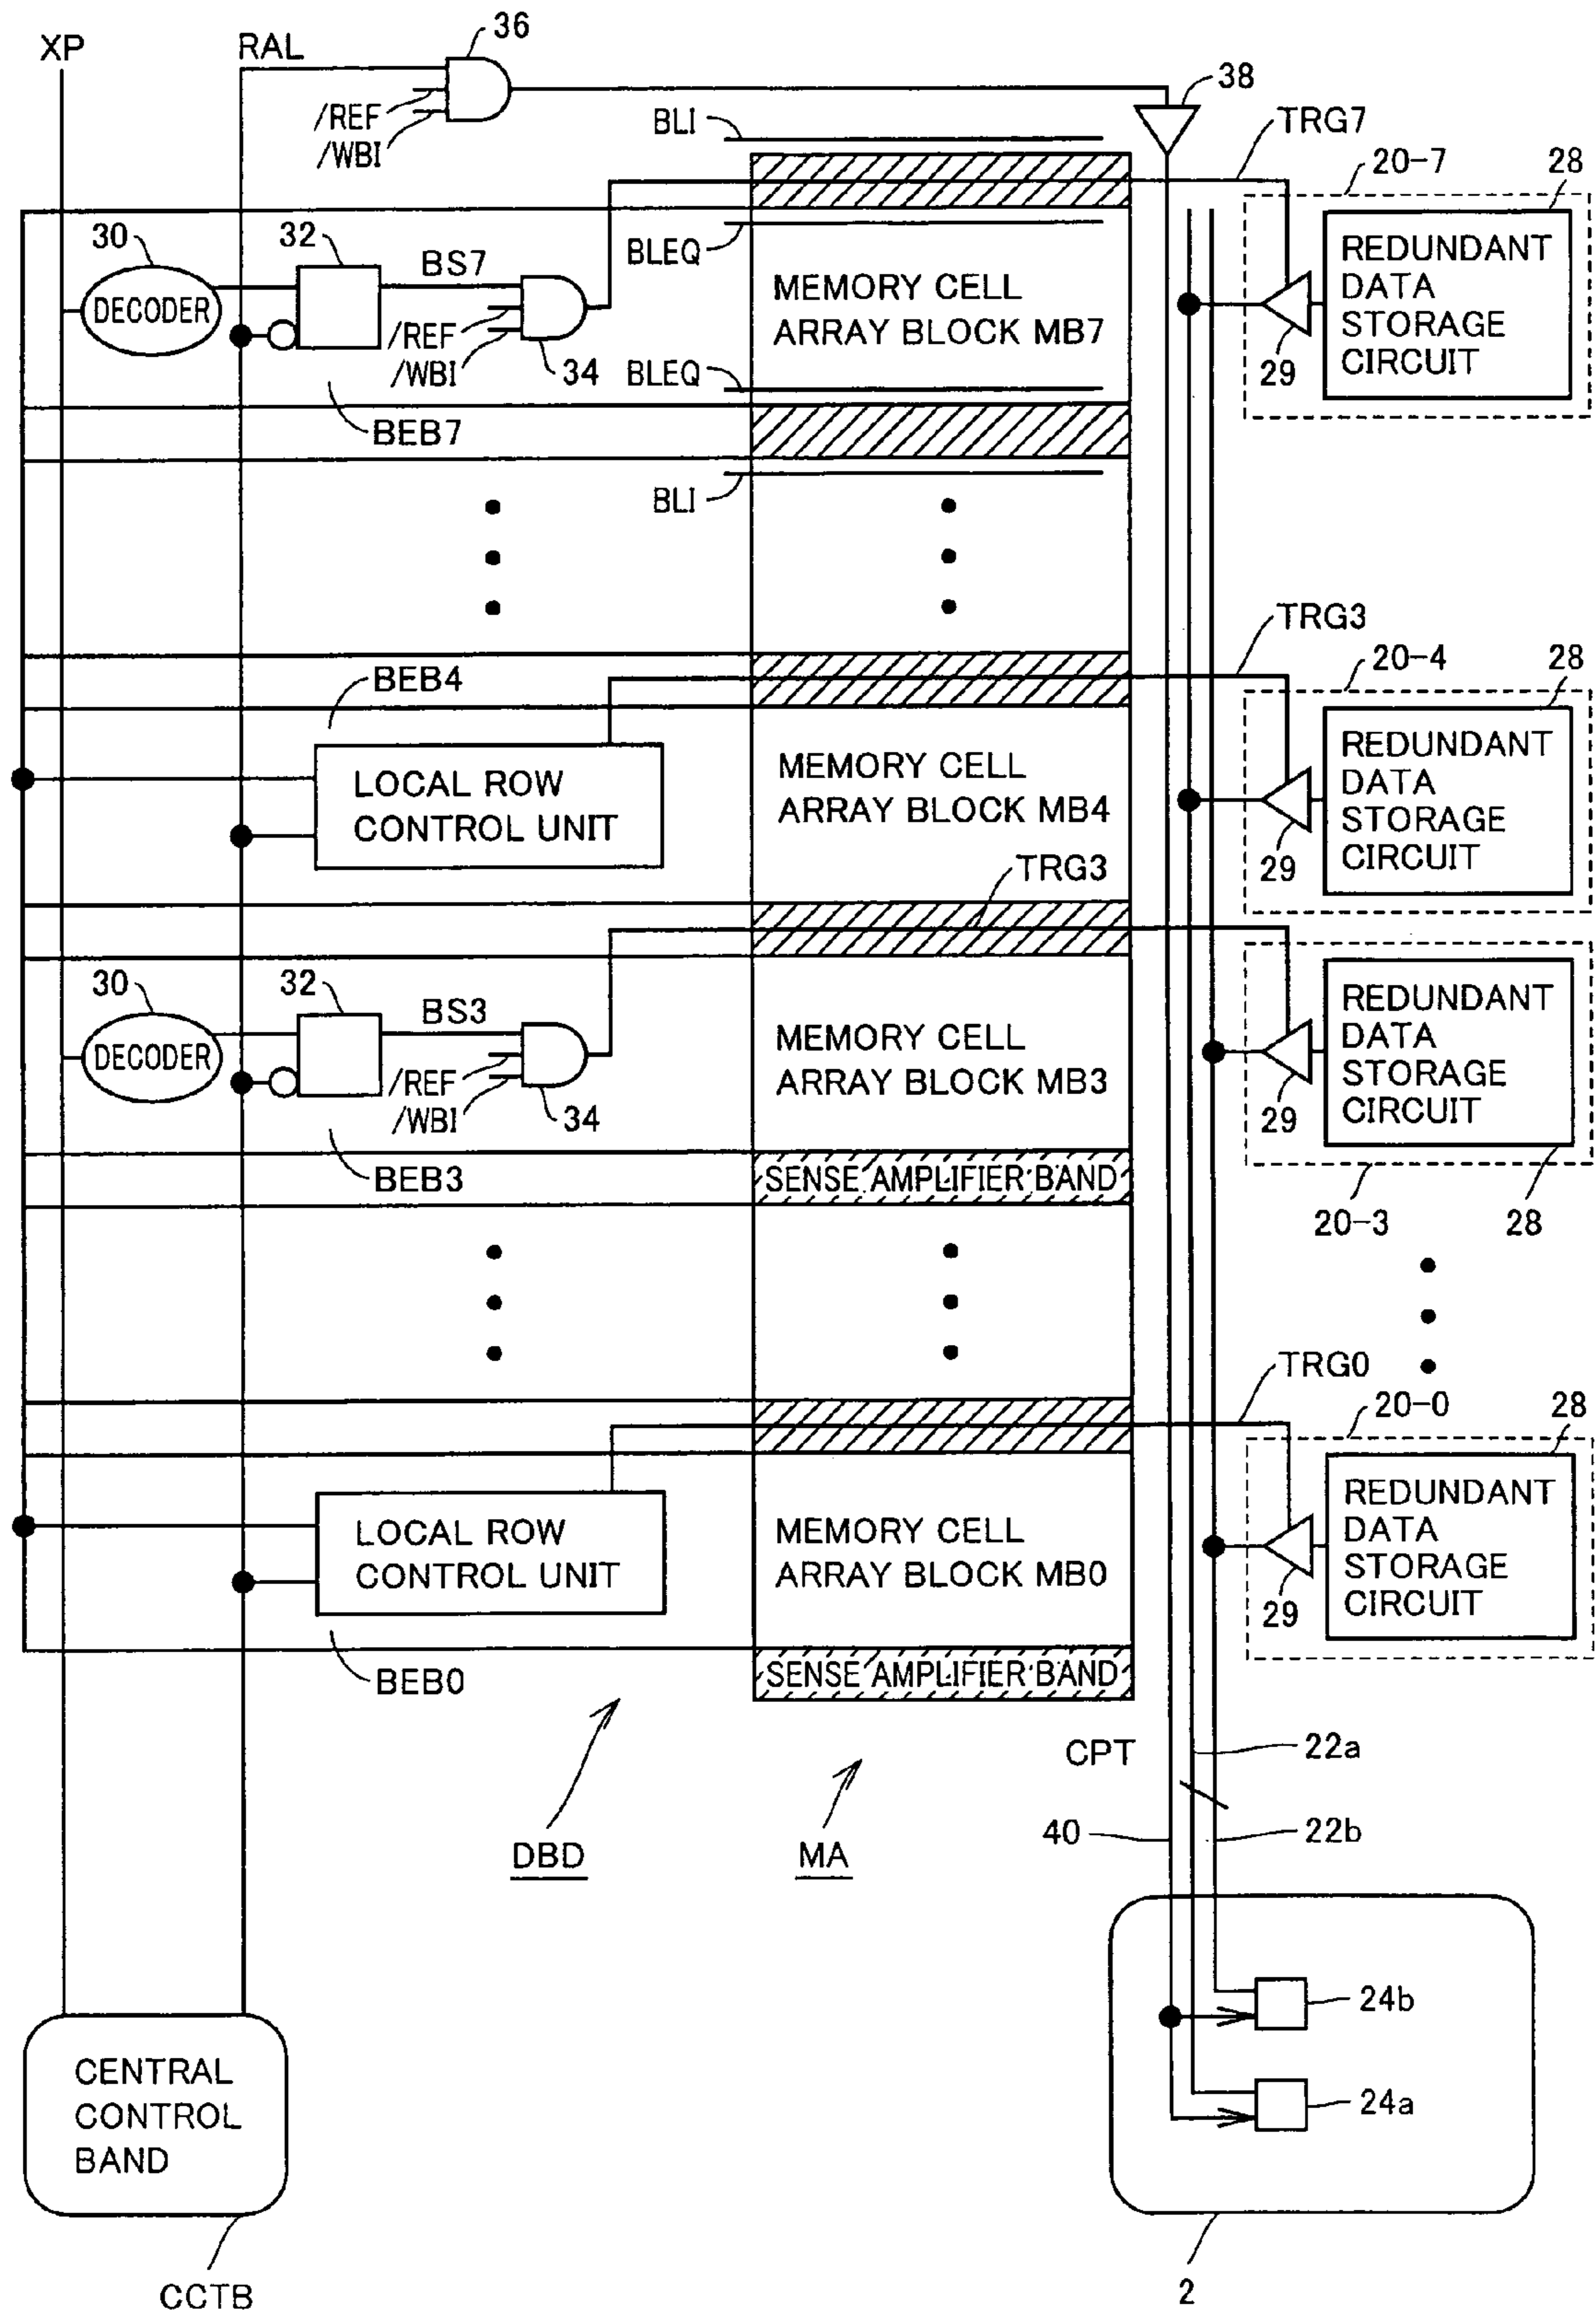 XP
RAL
36
/REF
/WBI
BLI
38
TRG7
20-7
28
30
DECODER
32
BS7
/REF
/WBI
34
BLEQ
BLEQ
BEB7
MEMORY CELL
ARRAY BLOCK MB7
29
REDUNDANT
DATA
STORAGE
CIRCUIT
BLI
TRG3
20-4
28
BEB4
LOCAL ROW
CONTROL UNIT
MEMORY CELL
ARRAY BLOCK MB4
29
REDUNDANT
DATA
STORAGE
CIRCUIT
TRG3
30
DECODER
32
BS3
/REF
/WBI
34
BEB3
MEMORY CELL
ARRAY BLOCK MB3
29
REDUNDANT
DATA
STORAGE
CIRCUIT
SENSE AMPLIFIER BAND
20-3
28
TRG0
20-0
28
LOCAL ROW
CONTROL UNIT
BEB0
MEMORY CELL
ARRAY BLOCK MB0
29
REDUNDANT
DATA
STORAGE
CIRCUIT
SENSE AMPLIFIER BAND
DBD
MA
CPT
22a
40
22b
24b
24a
CENTRAL
CONTROL
BAND
CCTB
2